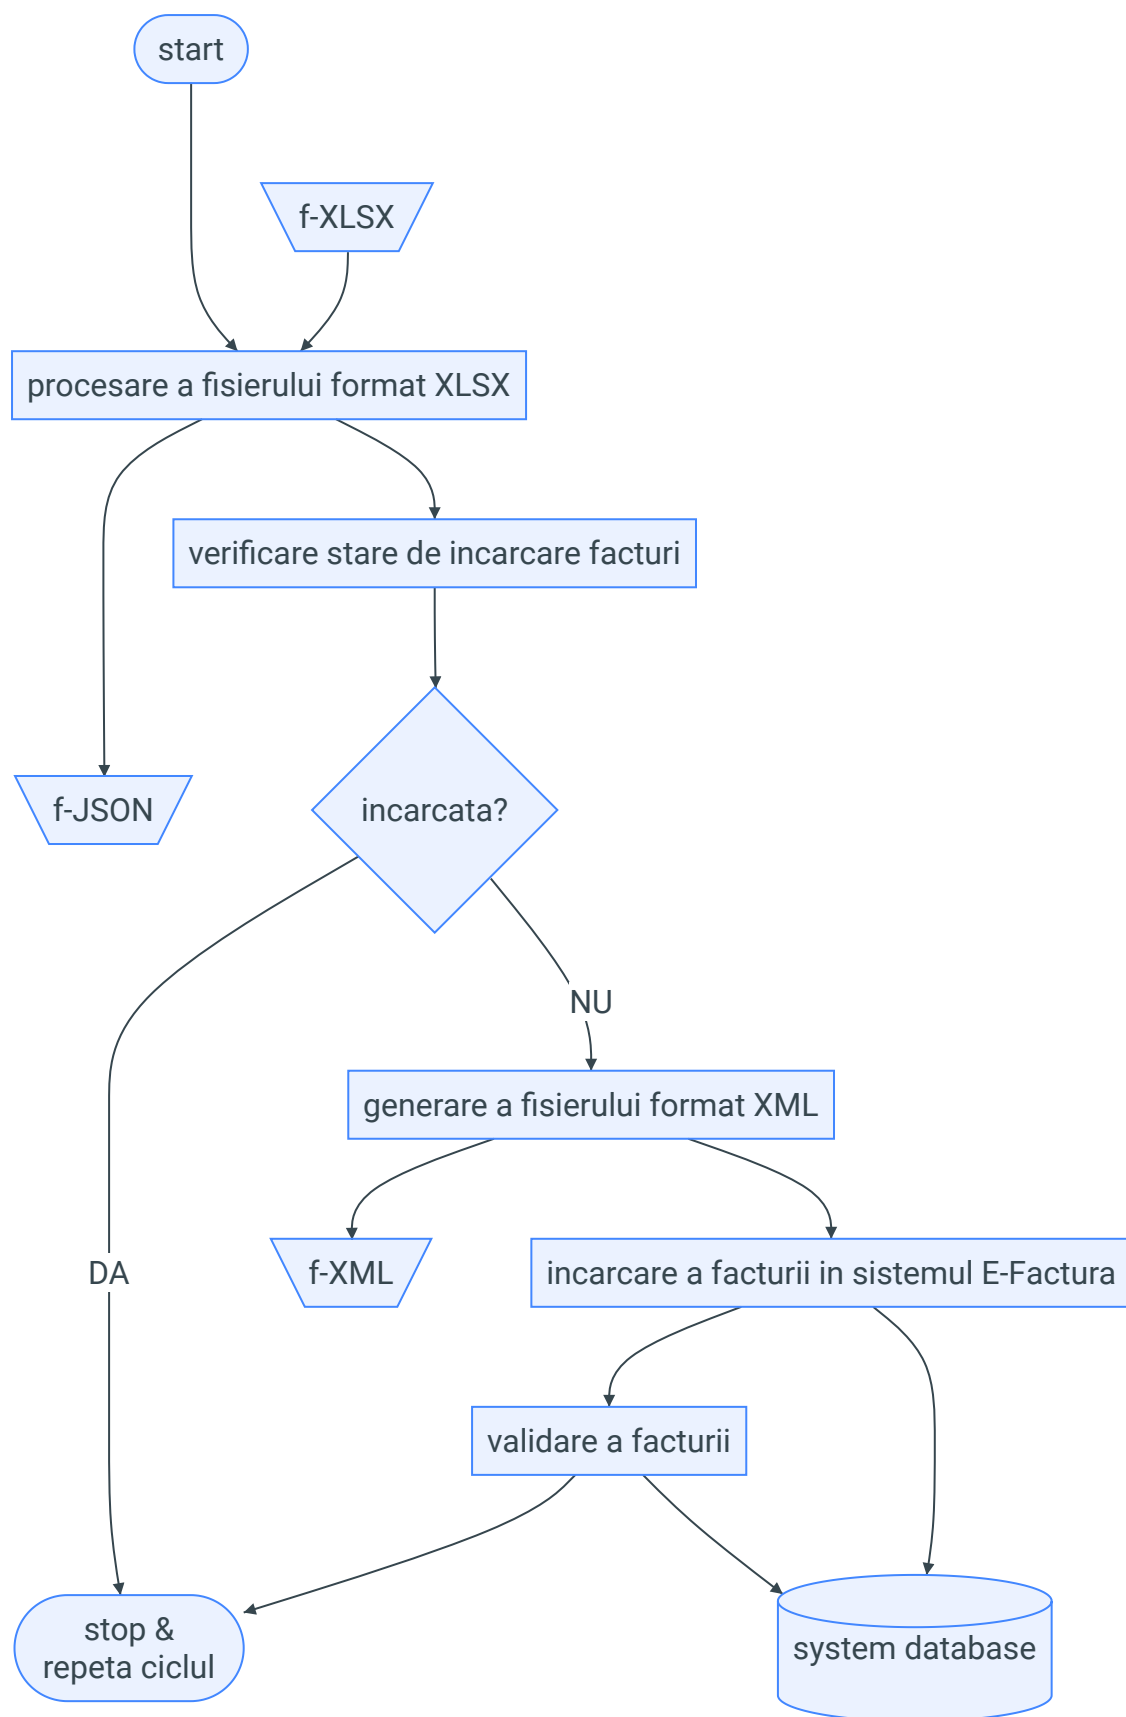 start
f-XLSX
procesare a fisierului format XLSX
verificare stare de incarcare facturi
f-JSON
incarcata?
NU
generare a fisierului format XML
DA
f-XML
incarcare a facturii in sistemul E-Factura
validare a facturii
stop &
repeta ciclul
system database